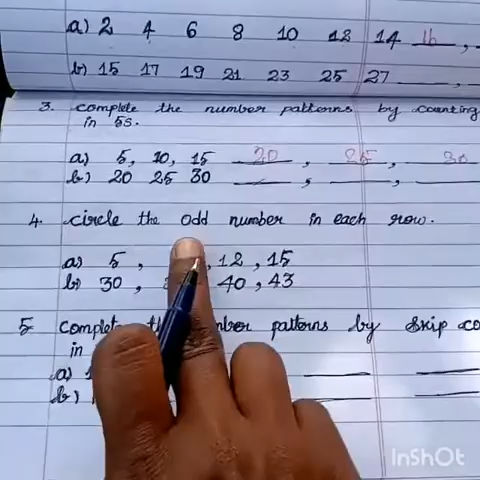 a) 2 4 6 8 10 12 14 16 ,
b) 15 17 19 21 23 25 27 ,
3. complete the number patterns by counting
in 5s.
a) 5, 10, 15 20 , 25 , 30
b) 20 25 30 , ,
4. circle the odd number in each row.
a) 5 , , 12 , 15
b) 30 , 40 , 43
5 patterns by skip
in
a)
b)
InShOt